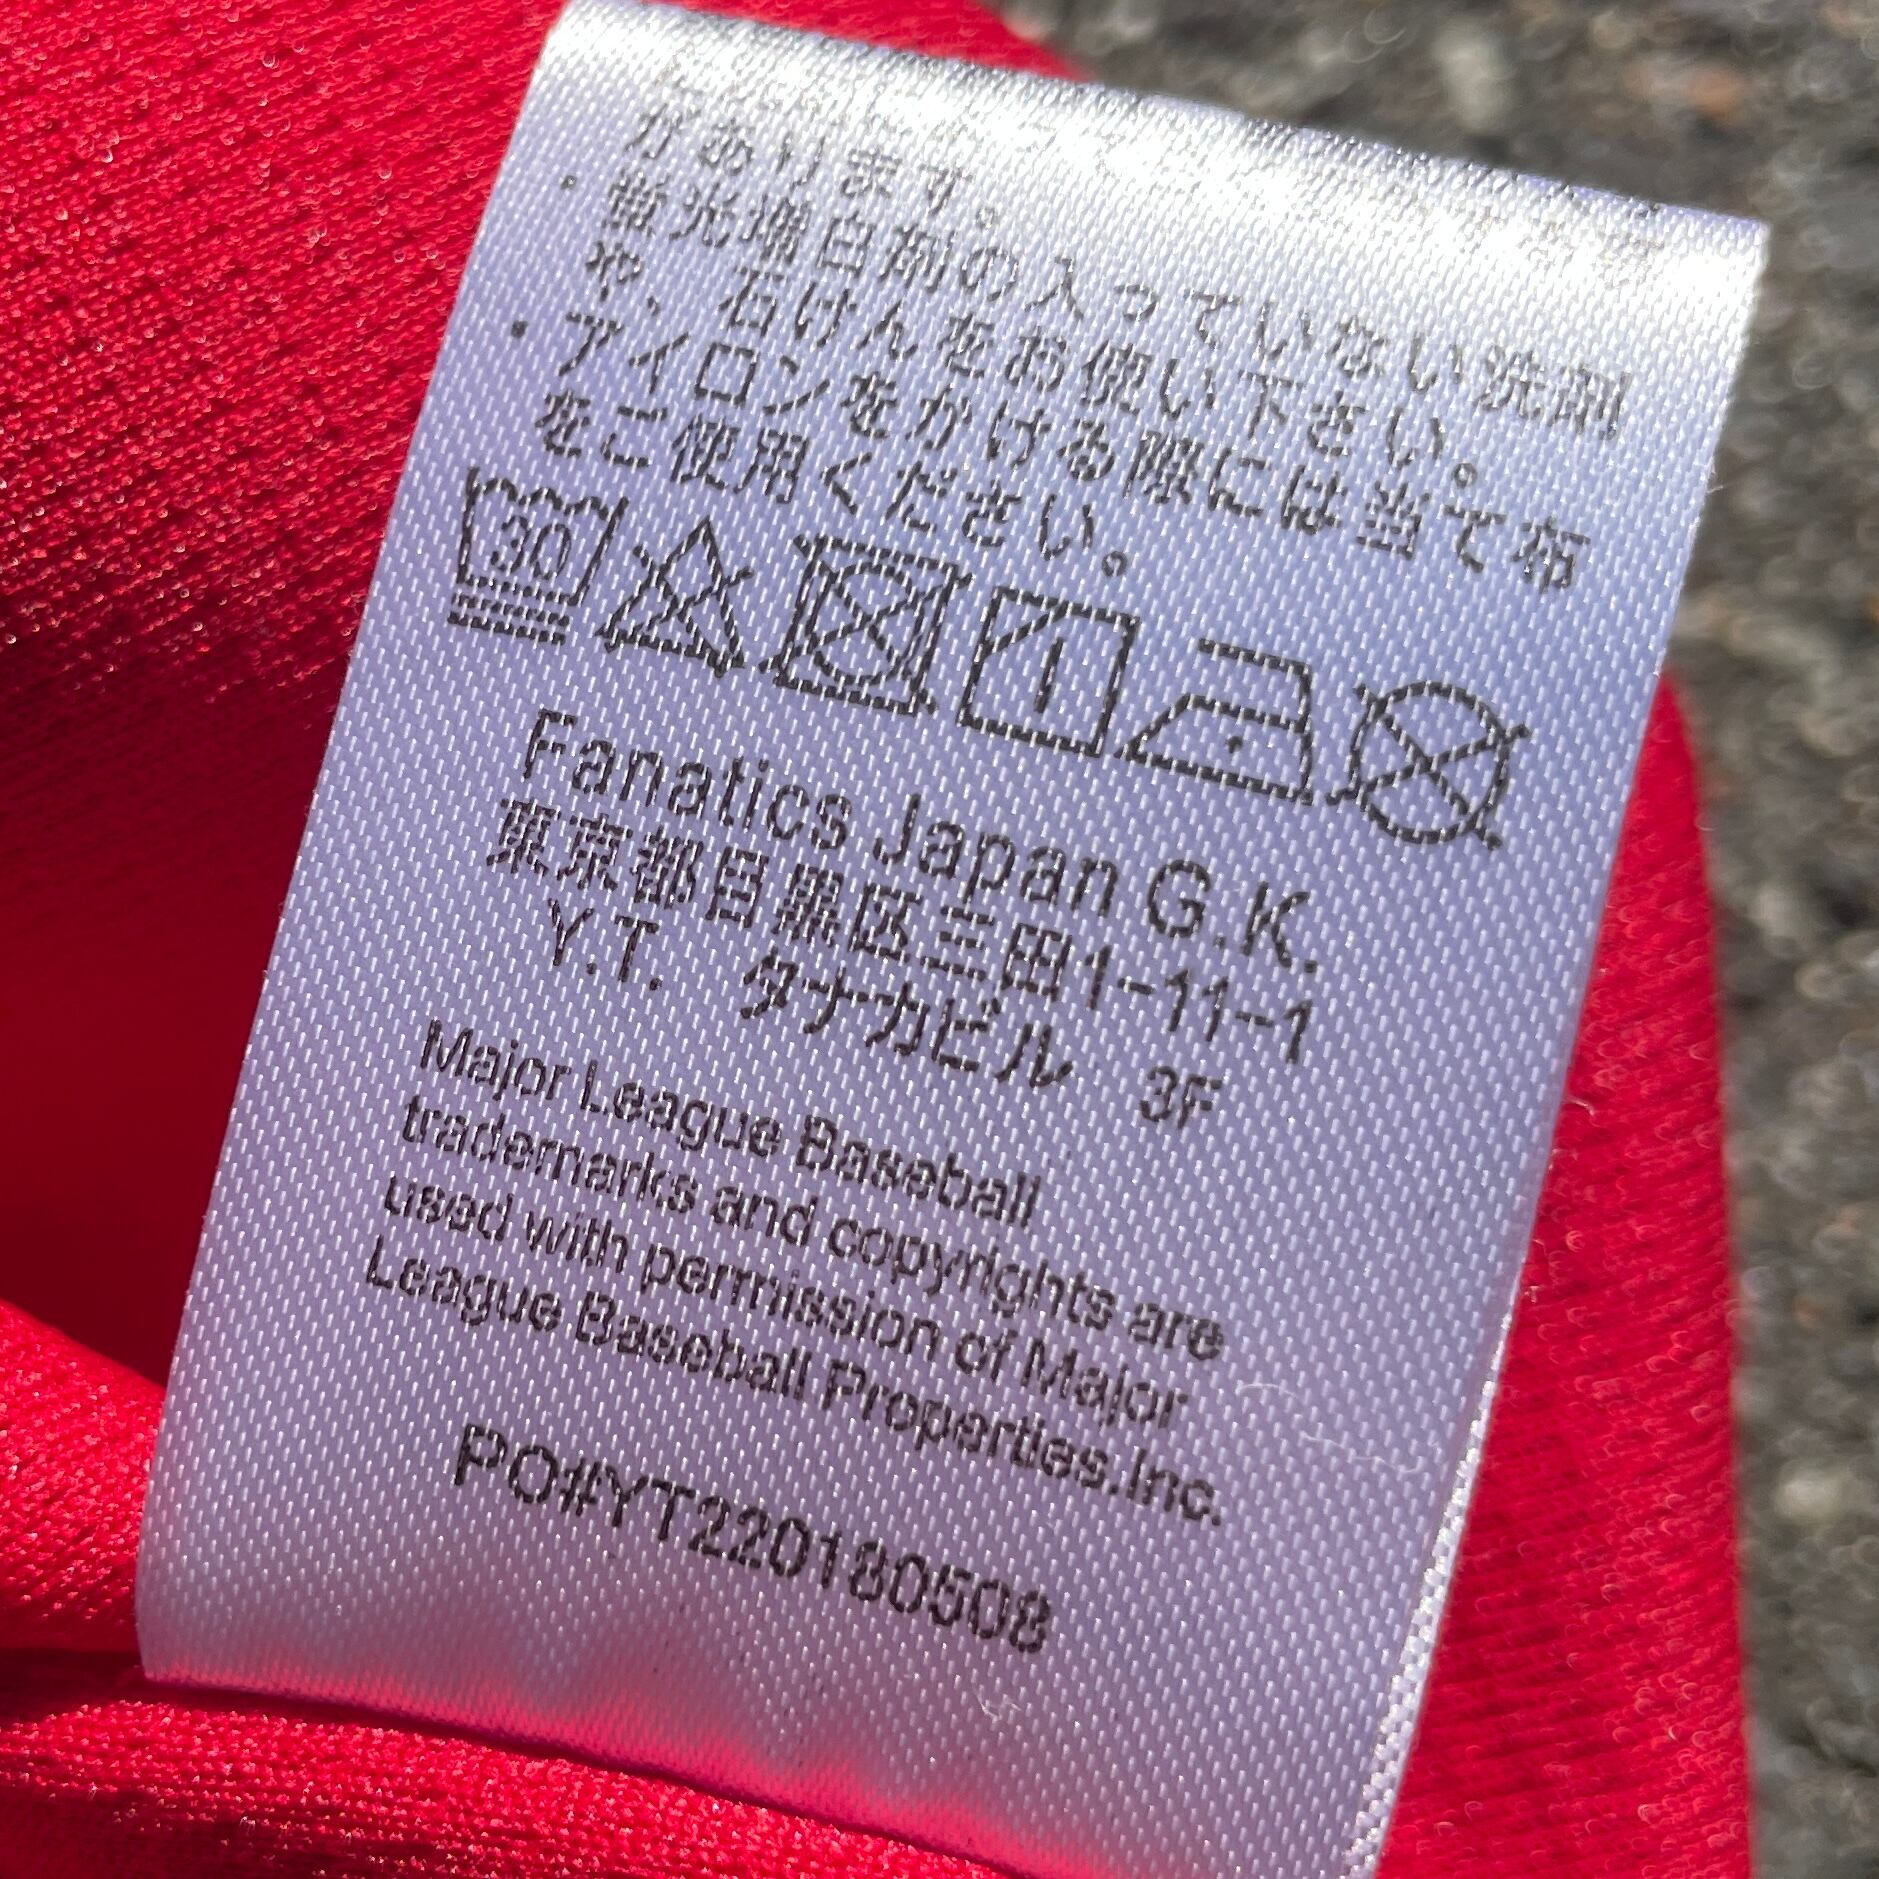 があります。
・蛍光増白剤の入っていない洗剤
や、石けんをお使い下さい。
・アイロンをかける際には当て布
をご使用ください。
30
Fanatics Japan G.K.
東京都目黒区三田1-11-1
Y.T. タナカビル 3F
Major League Baseball
trademarks and copyrights are
used with permission of Major
League Baseball Properties.Inc.
PO#YT220180508